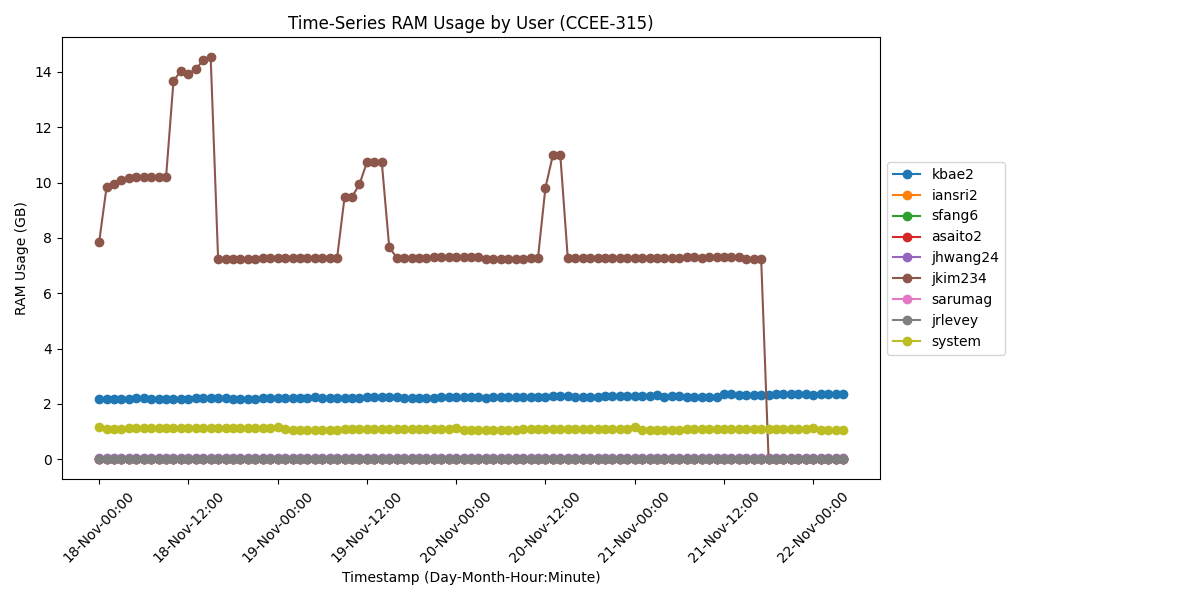 Time-Series RAM Usage by User (CCEE-315)
RAM Usage (GB)
14
12
10
8
6
4
2
0
18-Nov-00:00
18-Nov-12:00
19-Nov-00:00
19-Nov-12:00
20-Nov-00:00
20-Nov-12:00
21-Nov-00:00
21-Nov-12:00
22-Nov-00:00
Timestamp (Day-Month-Hour:Minute)
kbae2
iansri2
sfang6
asaito2
jhwang24
jkim234
sarumag
jrlevey
system